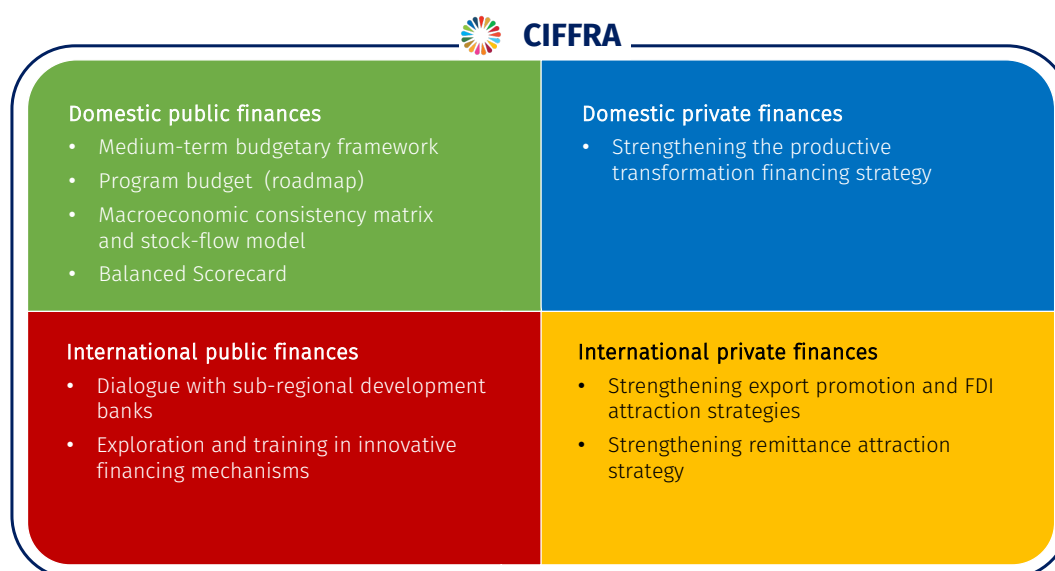 CIFFRA
Domestic public finances
• Medium-term budgetary framework
• Program budget (roadmap)
• Macroeconomic consistency matrix
and stock-flow model
• Balanced Scorecard
Domestic private finances
• Strengthening the productive
transformation financing strategy
International public finances
• Dialogue with sub-regional development
banks
• Exploration and training in innovative
financing mechanisms
International private finances
• Strengthening export promotion and FDI
attraction strategies
• Strengthening remittance attraction
strategy